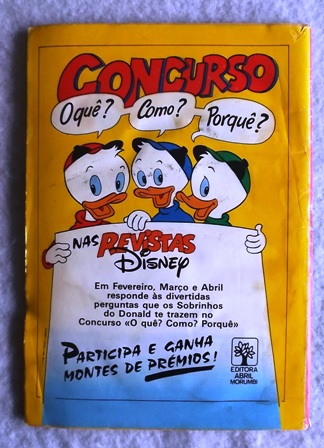 CONCURSO
O quê? Como? Porquê?
NAS REVISTAS
DISNEY
Em Fevereiro, Março e Abril
responde às divertidas
perguntas que os Sobrinhos
do Donald te trazem no
Concurso «O quê? Como? Porquê»
PARTICIPA E GANHA
MONTES DE PRÉMIOS!
EDITORA
ABRIL
MORUMBI